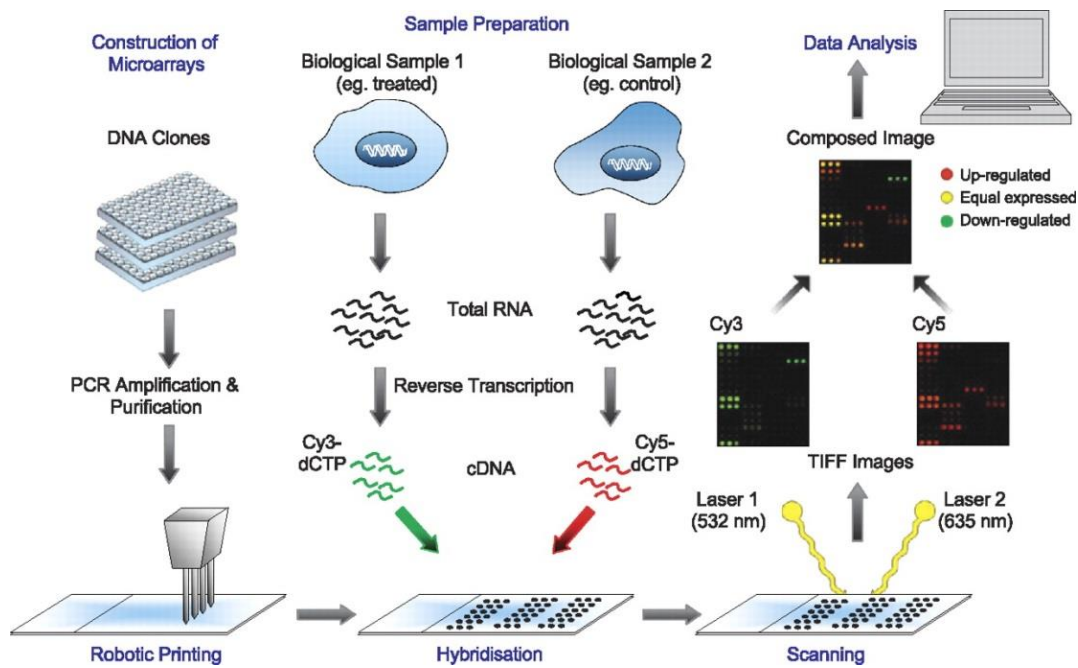 Construction of
Microarrays
DNA Clones
PCR Amplification &
Purification
Robotic Printing
Sample Preparation
Biological Sample 1
(eg. treated)
Biological Sample 2
(eg. control)
Total RNA
Reverse Transcription
Cy3-
dCTP
cDNA
Cy5-
dCTP
Hybridisation
Data Analysis
Composed Image
Up-regulated
Equal expressed
Down-regulated
Cy3
Cy5
TIFF Images
Laser 1
(532 nm)
Laser 2
(635 nm)
Scanning